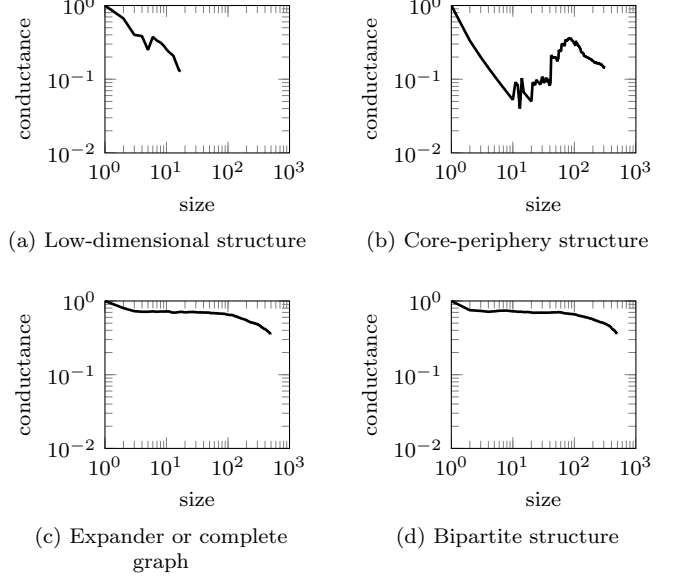 10^0
10^−1
10^−2
conductance
10^0 10^1 10^2 10^3
size
(a) Low-dimensional structure
10^0
10^−1
10^−2
conductance
10^0 10^1 10^2 10^3
size
(b) Core-periphery structure
10^0
10^−1
10^−2
conductance
10^0 10^1 10^2 10^3
size
(c) Expander or complete
graph
10^0
10^−1
10^−2
conductance
10^0 10^1 10^2 10^3
size
(d) Bipartite structure